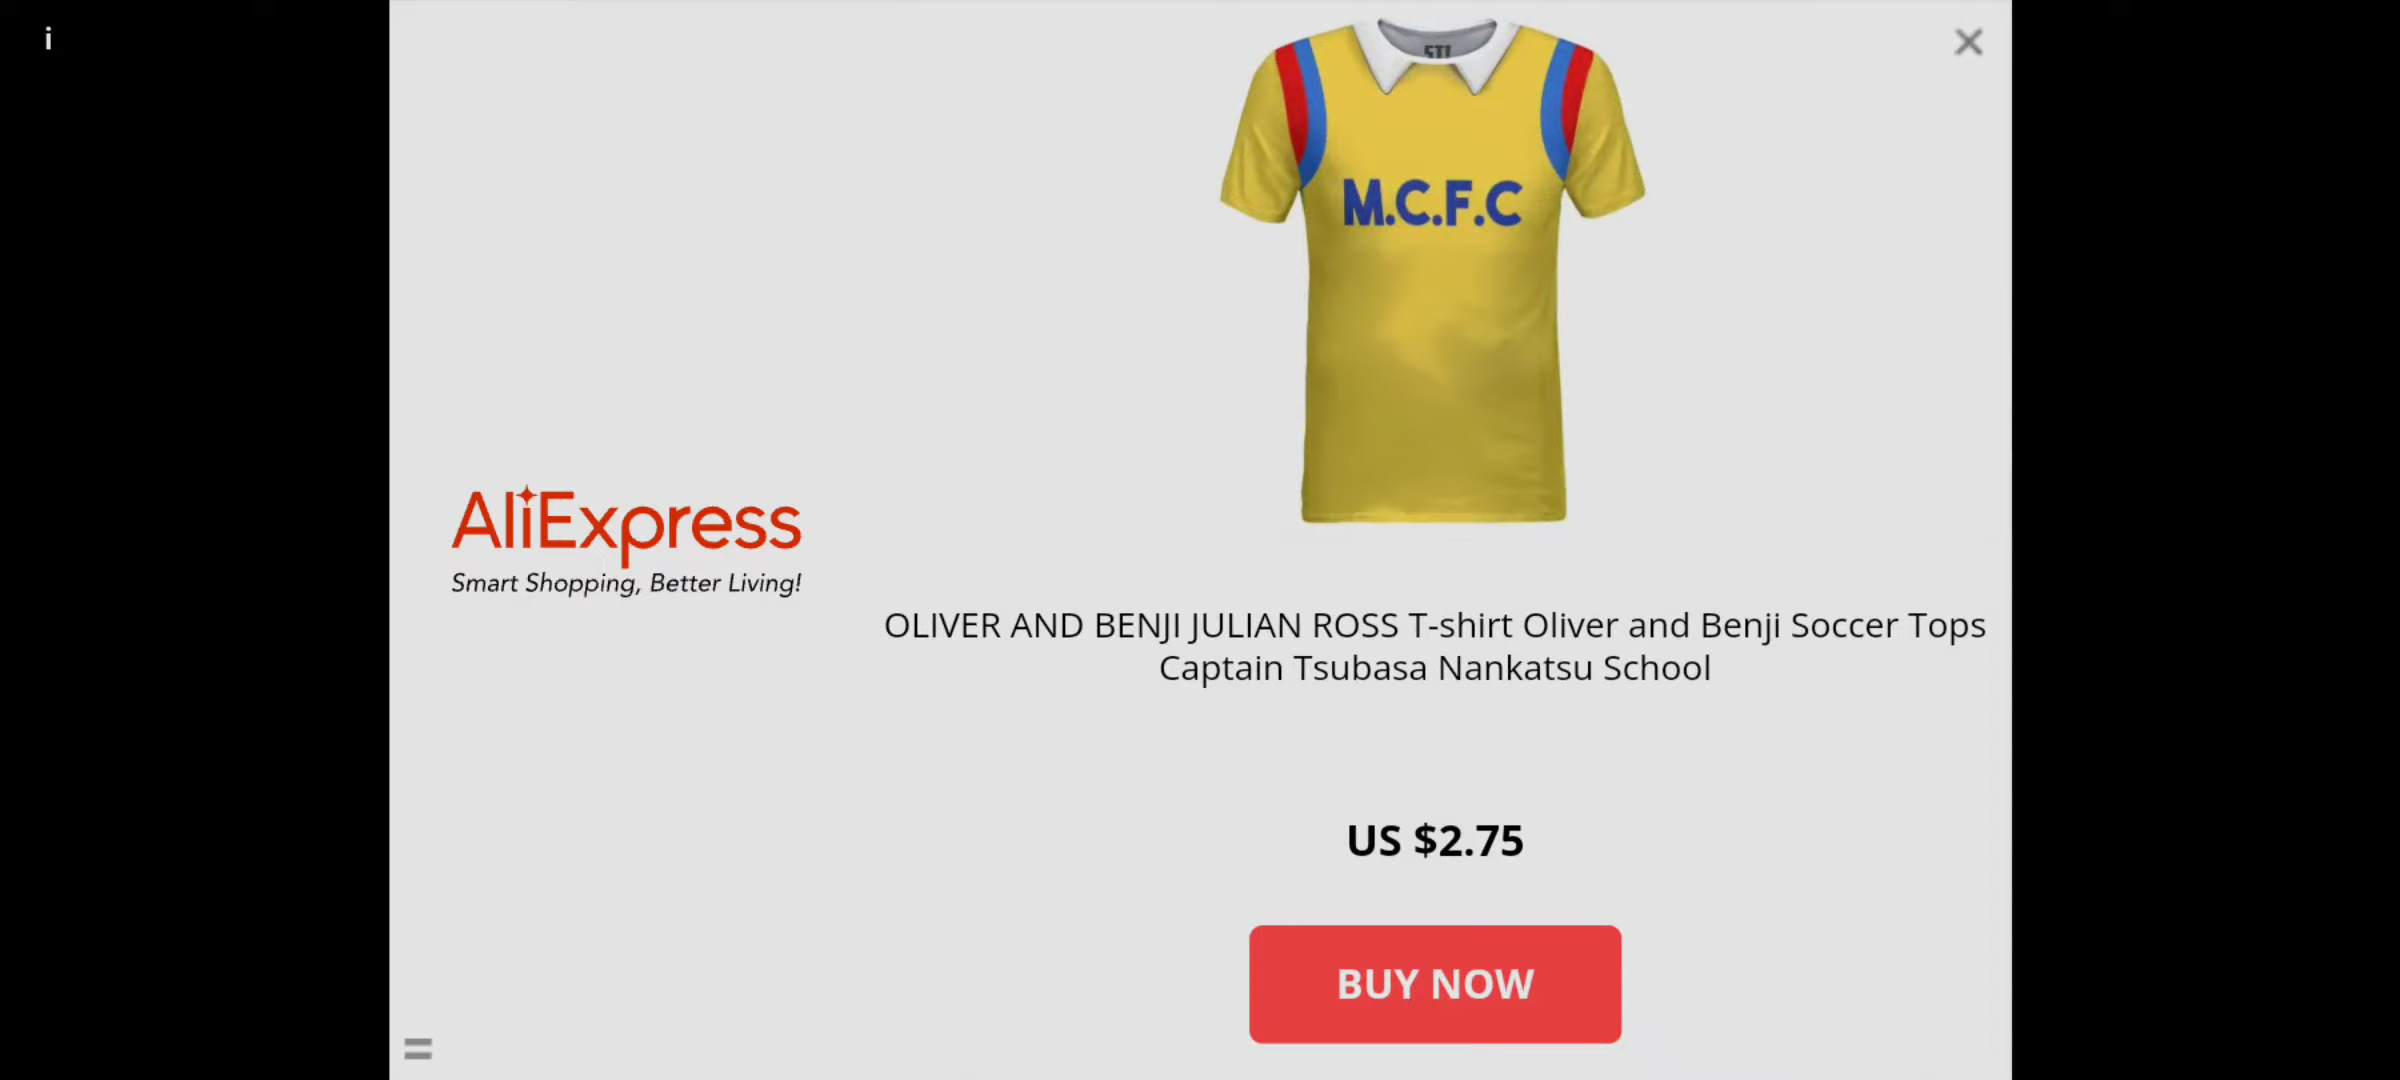 i
M.C.F.C
AliExpress
Smart Shopping, Better Living!
OLIVER AND BENJI JULIAN ROSS T-shirt Oliver and Benji Soccer Tops
Captain Tsubasa Nankatsu School
US $2.75
BUY NOW